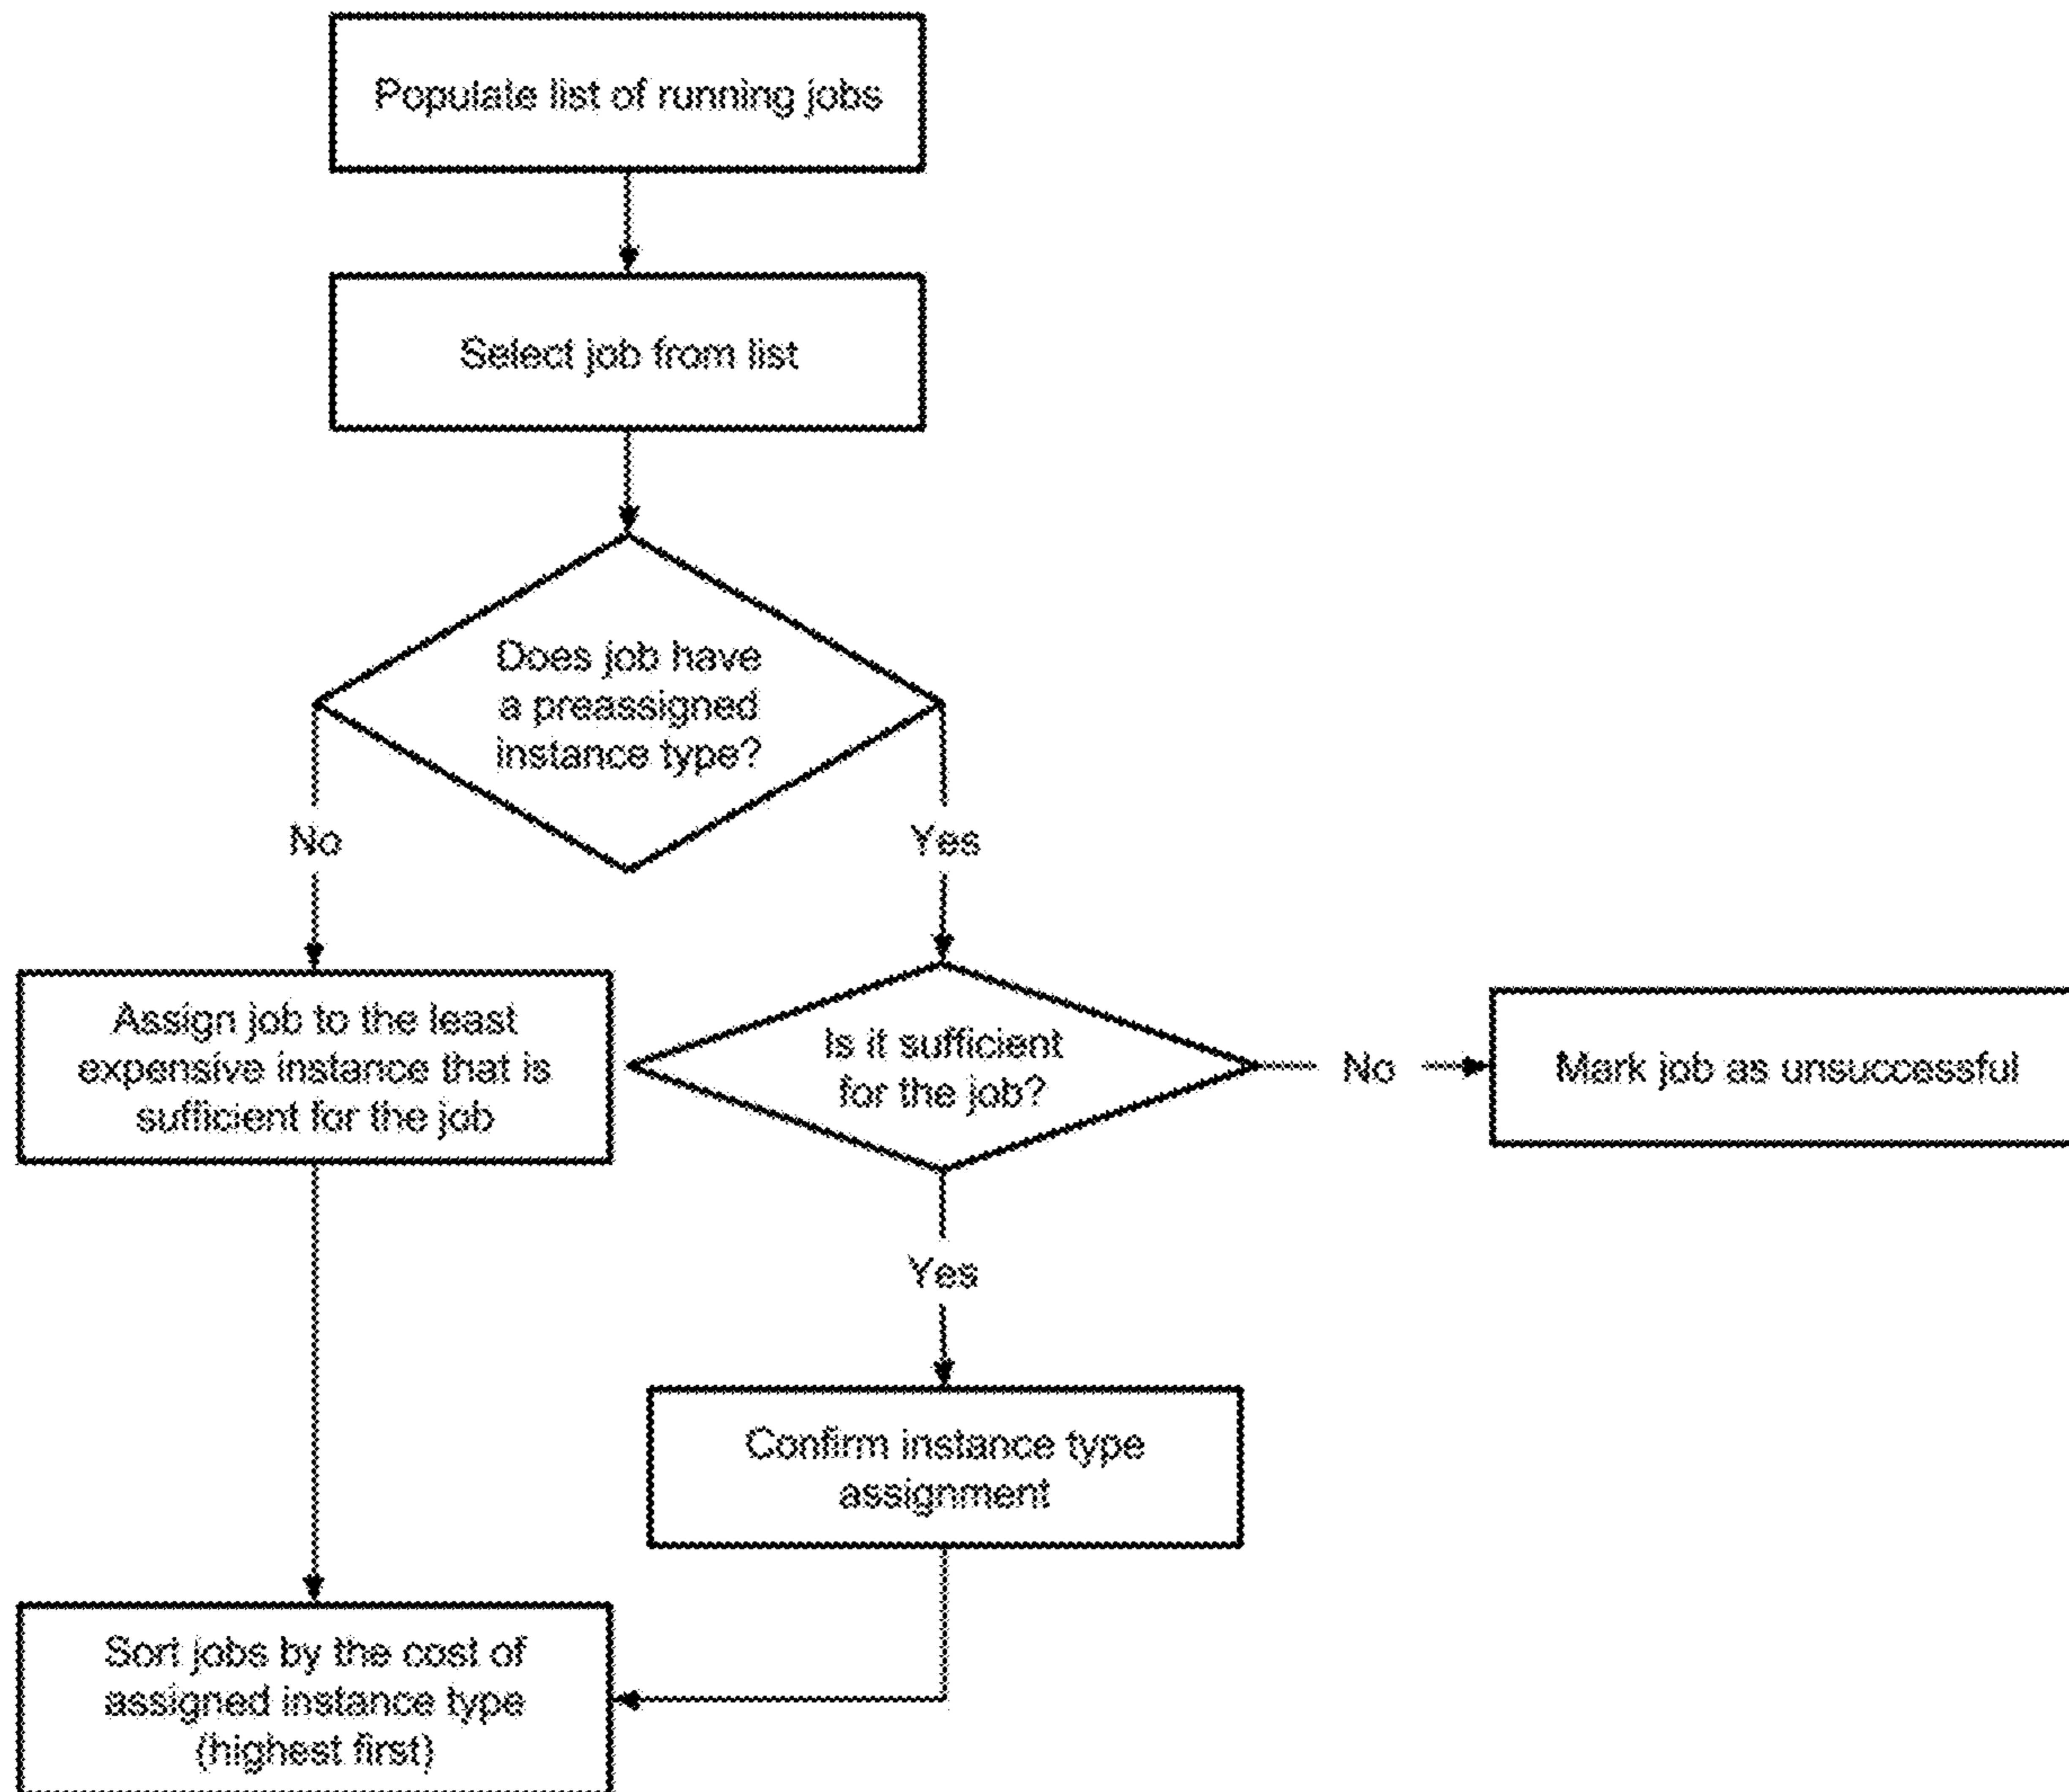 Populate list of running jobs
Select job from list
Does job have
a preassigned
instance type?
No
Yes
Assign job to the least
expensive instance that is
sufficient for the job
Is it sufficient
for the job?
No
Mark job as unsuccessful
Yes
Confirm instance type
assignment
Sort jobs by the cost of
assigned instance type
(highest first)